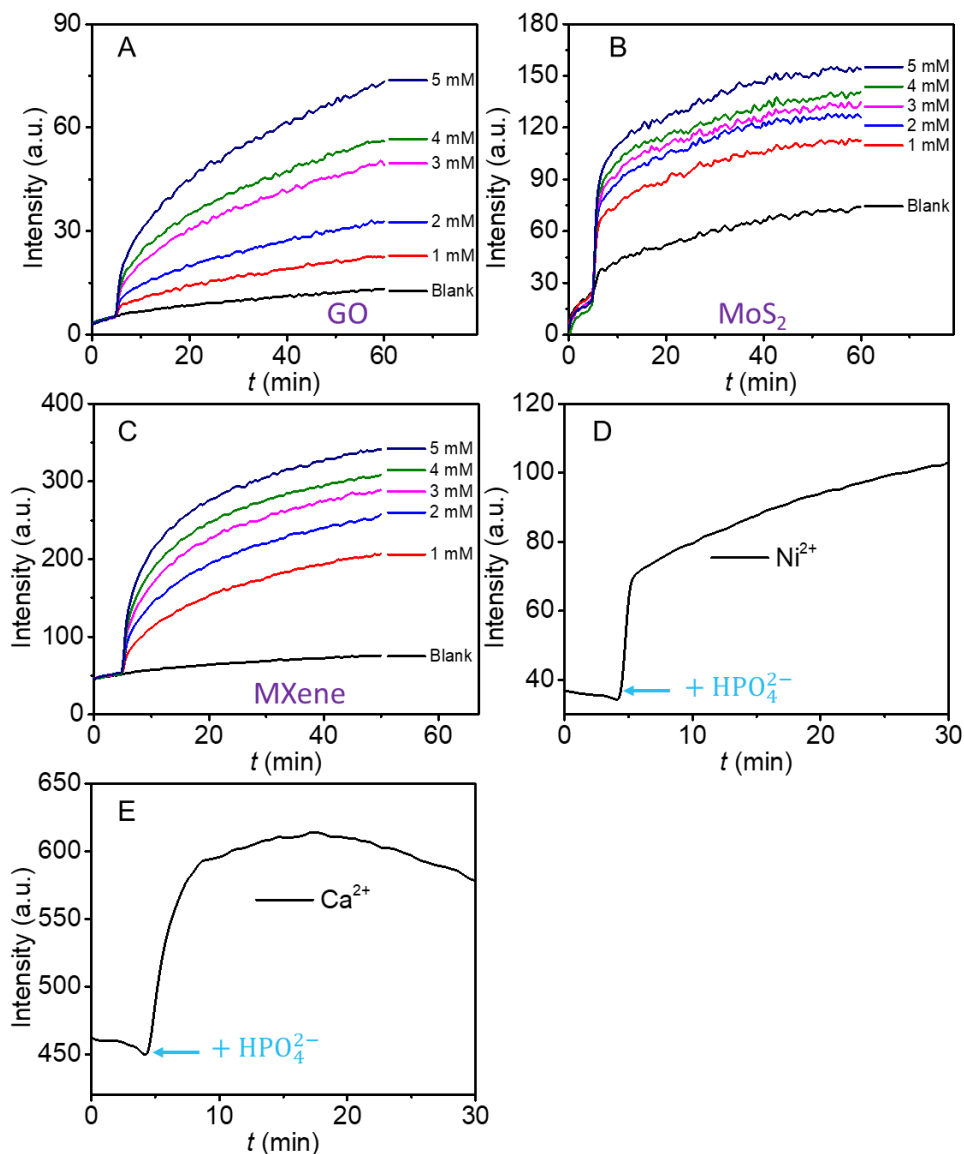 A
Intensity (a.u.)
90
60
30
0
5 mM
4 mM
3 mM
2 mM
1 mM
Blank
GO
0 20 40 60
t (min)
B
Intensity (a.u.)
180
150
120
90
60
30
0
5 mM
4 mM
3 mM
2 mM
1 mM
Blank
MoS₂
0 20 40 60
t (min)
C
Intensity (a.u.)
400
300
200
100
0
5 mM
4 mM
3 mM
2 mM
1 mM
Blank
MXene
0 20 40 60
t (min)
D
Intensity (a.u.)
120
100
80
60
40
Ni²⁺
+ HPO₄²⁻
0 10 20 30
t (min)
E
Intensity (a.u.)
650
600
550
500
450
Ca²⁺
+ HPO₄²⁻
0 10 20 30
t (min)